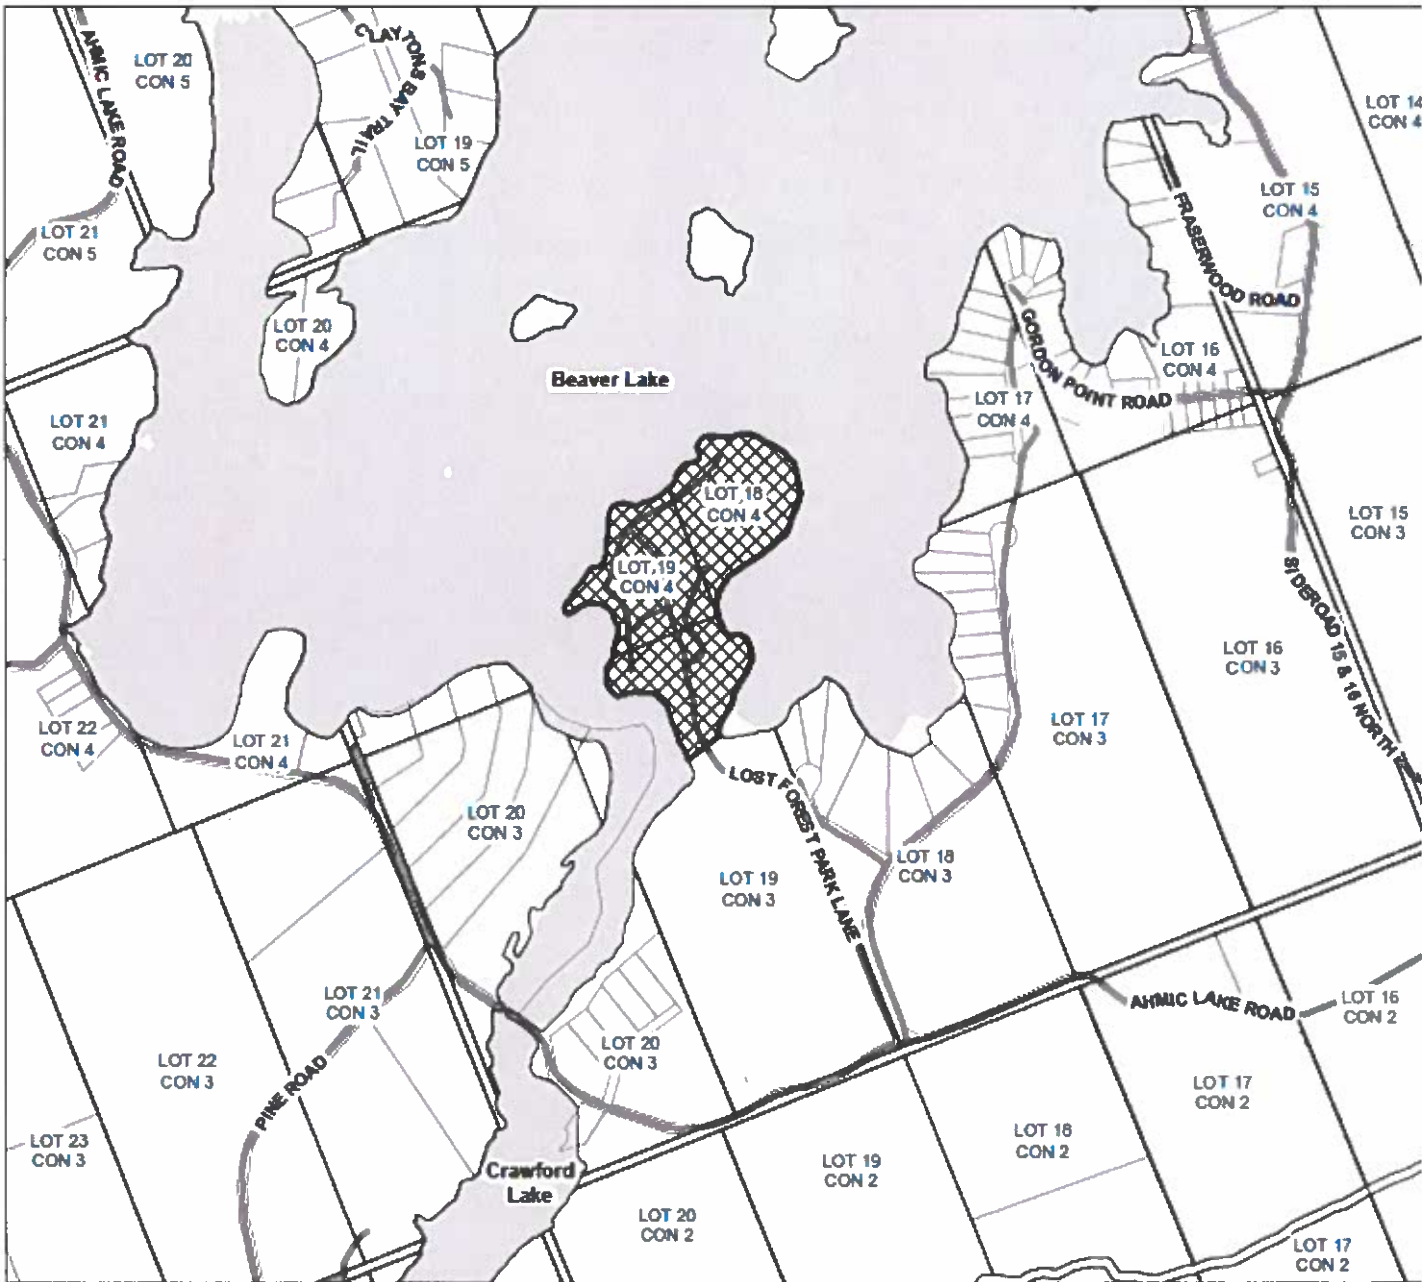 CLAYTONS BAY TRAIL
AHMIC LAKE ROAD
LOT 20
CON 5
LOT 14
CON 4
LOT 19
CON 5
LOT 15
CON 4
LOT 21
CON 5
FRASERWOOD ROAD
LOT 20
CON 4
GORDON POINT ROAD
LOT 16
CON 4
Beaver Lake
LOT 17
CON 4
LOT 21
CON 4
LOT 18
CON 4
LOT 15
CON 3
LOT 19
CON 4
SIDEROAD 15 & 16 NORTH
LOT 16
CON 3
LOT 22
CON 4
LOT 21
CON 4
LOT 17
CON 3
LOST FOREST PARK LANE
LOT 20
CON 3
LOT 19
CON 3
LOT 18
CON 3
LOT 21
CON 3
AHMIC LAKE ROAD
LOT 16
CON 2
LOT 22
CON 3
PINE ROAD
LOT 20
CON 3
LOT 17
CON 2
LOT 23
CON 3
LOT 18
CON 2
Crawford
Lake
LOT 19
CON 2
LOT 20
CON 2
LOT 17
CON 2